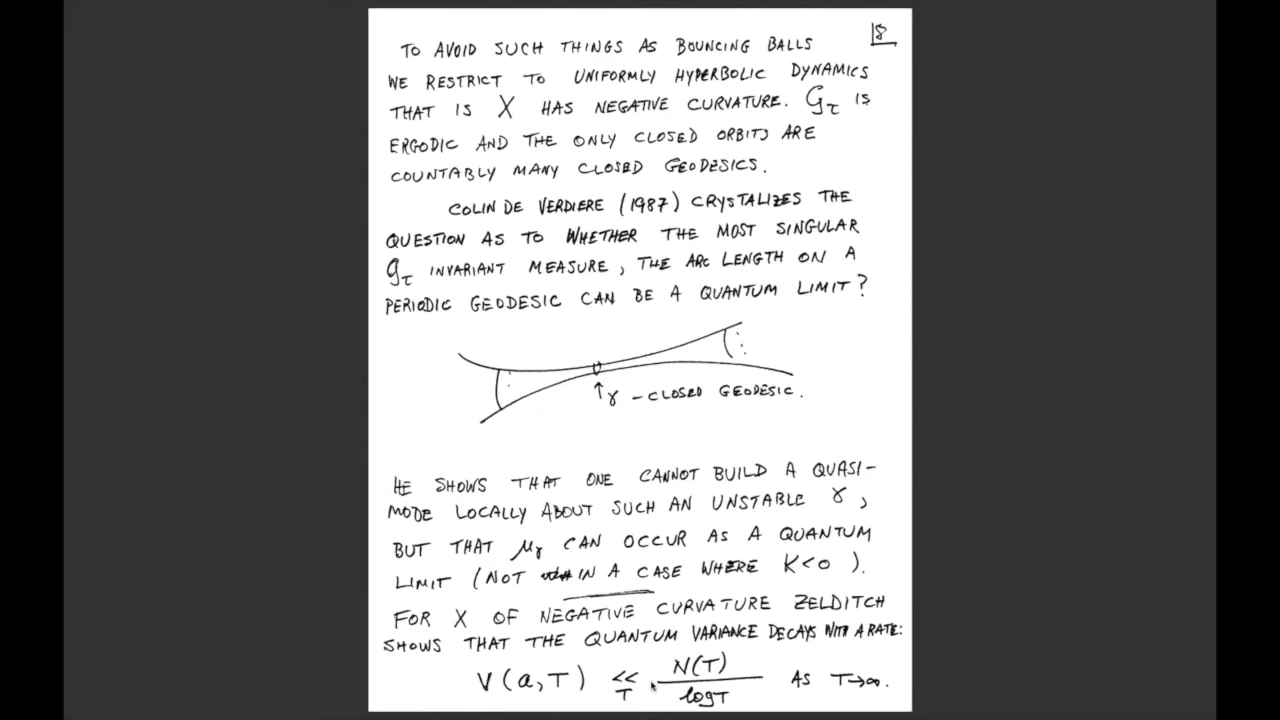 18
TO AVOID SUCH THINGS AS BOUNCING BALLS
WE RESTRICT TO UNIFORMLY HYPERBOLIC DYNAMICS
THAT IS X HAS NEGATIVE CURVATURE. G_τ IS
ERGODIC AND THE ONLY CLOSED ORBITS ARE
COUNTABLY MANY CLOSED GEODESICS.
COLIN DE VERDIERE (1987) CRYSTALIZES THE
QUESTION AS TO WHETHER THE MOST SINGULAR
G_τ INVARIANT MEASURE, THE ARC LENGTH ON A
PERIODIC GEODESIC CAN BE A QUANTUM LIMIT?
↑ γ – CLOSED GEODESIC.
HE SHOWS THAT ONE CANNOT BUILD A QUASI-
MODE LOCALLY ABOUT SUCH AN UNSTABLE γ,
BUT THAT μ_γ CAN OCCUR AS A QUANTUM
LIMIT (NOT IN A CASE WHERE K<0).
FOR X OF NEGATIVE CURVATURE ZELDITCH
SHOWS THAT THE QUANTUM VARIANCE DECAYS WITH A RATE:
V(a,T) ≪_T N(T)/log T AS T→∞.